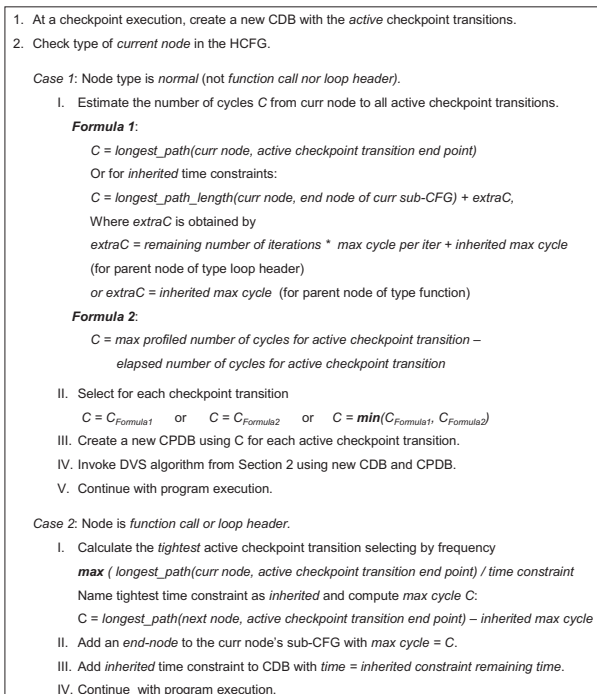 1. At a checkpoint execution, create a new CDB with the active checkpoint transitions.
2. Check type of current node in the HCFG.
Case 1: Node type is normal (not function call nor loop header).
I. Estimate the number of cycles C from curr node to all active checkpoint transitions.
Formula 1:
C = longest_path(curr node, active checkpoint transition end point)
Or for inherited time constraints:
C = longest_path_length(curr node, end node of curr sub-CFG) + extraC,
Where extraC is obtained by
extraC = remaining number of iterations * max cycle per iter + inherited max cycle
(for parent node of type loop header)
or extraC = inherited max cycle (for parent node of type function)
Formula 2:
C = max profiled number of cycles for active checkpoint transition –
elapsed number of cycles for active checkpoint transition
II. Select for each checkpoint transition
C = CFormula1 or C = CFormula2 or C = min(CFormula1, CFormula2)
III. Create a new CPDB using C for each active checkpoint transition.
IV. Invoke DVS algorithm from Section 2 using new CDB and CPDB.
V. Continue with program execution.
Case 2: Node is function call or loop header.
I. Calculate the tightest active checkpoint transition selecting by frequency
max ( longest_path(curr node, active checkpoint transition end point) / time constraint
Name tightest time constraint as inherited and compute max cycle C:
C = longest_path(next node, active checkpoint transition end point) – inherited max cycle
II. Add an end-node to the curr node's sub-CFG with max cycle = C.
III. Add inherited time constraint to CDB with time = inherited constraint remaining time.
IV. Continue with program execution.